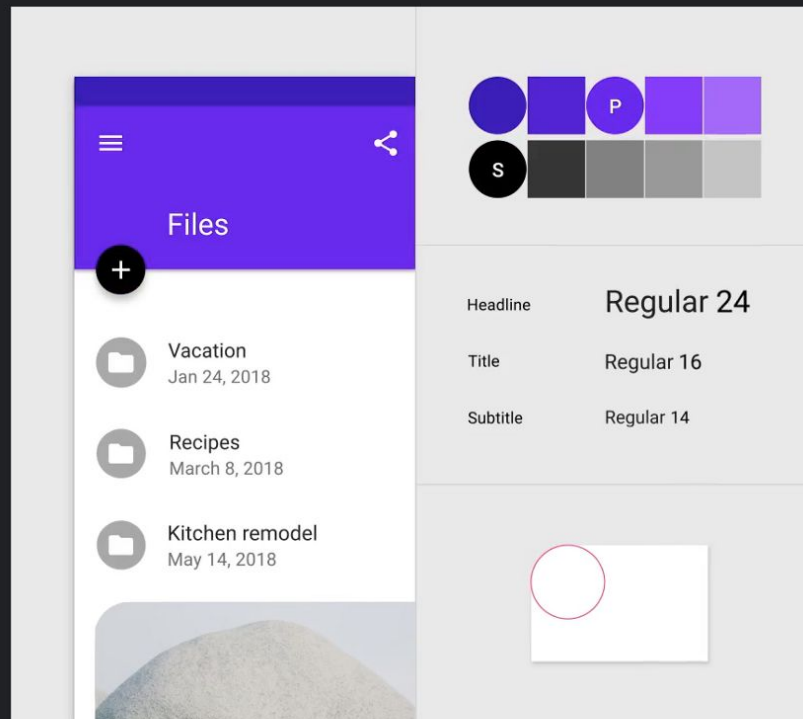 Files
+
Vacation
Jan 24, 2018
Recipes
March 8, 2018
Kitchen remodel
May 14, 2018
P
S
Headline Regular 24
Title Regular 16
Subtitle Regular 14